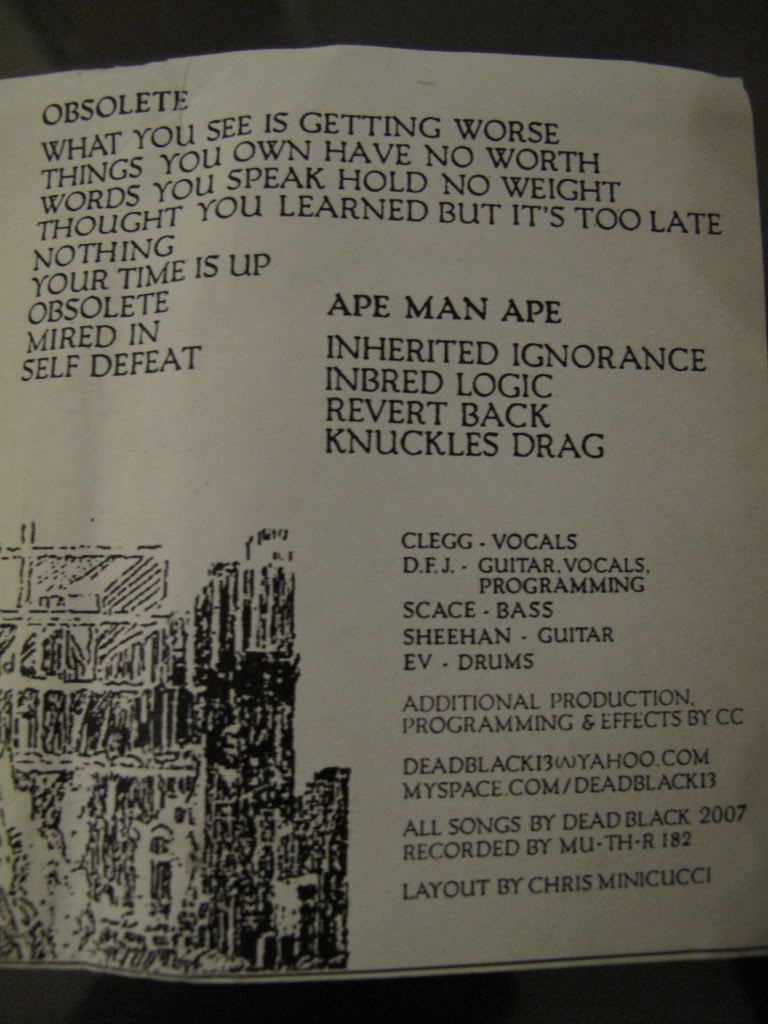 OBSOLETE
WHAT YOU SEE IS GETTING WORSE
THINGS YOU OWN HAVE NO WORTH
WORDS YOU SPEAK HOLD NO WEIGHT
THOUGHT YOU LEARNED BUT IT'S TOO LATE
NOTHING
YOUR TIME IS UP
OBSOLETE
MIRED IN
SELF DEFEAT
APE MAN APE
INHERITED IGNORANCE
INBRED LOGIC
REVERT BACK
KNUCKLES DRAG
CLEGG - VOCALS
D.F.J. - GUITAR, VOCALS,
PROGRAMMING
SCACE - BASS
SHEEHAN - GUITAR
EV - DRUMS
ADDITIONAL PRODUCTION,
PROGRAMMING & EFFECTS BY CC
DEADBLACK13@YAHOO.COM
MYSPACE.COM/DEADBLACK13
ALL SONGS BY DEAD BLACK 2007
RECORDED BY MU-TH-R 182
LAYOUT BY CHRIS MINICUCCI